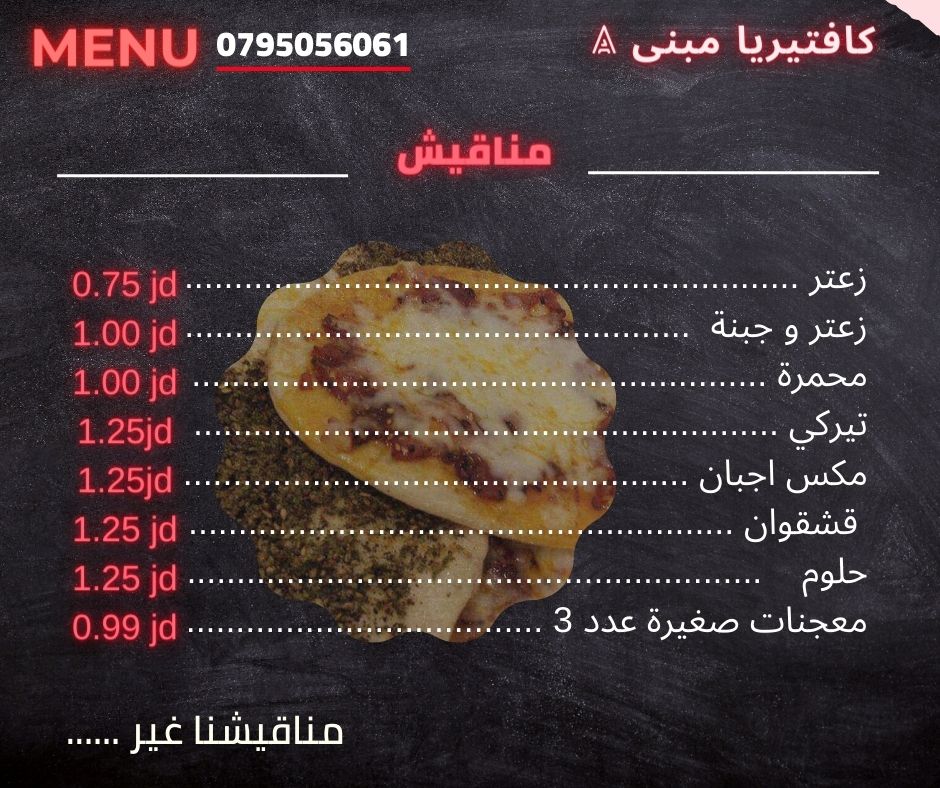 MENU 0795056061 كافتيريا مبنى A
مناقيش
زعتر ........................................ 0.75 jd
زعتر و جبنة ........................................ 1.00 jd
محمرة ........................................ 1.00 jd
تيركي ........................................ 1.25jd
مكس اجبان ........................................ 1.25jd
قشقوان ........................................ 1.25 jd
حلوم ........................................ 1.25 jd
معجنات صغيرة عدد 3 ........................................ 0.99 jd
مناقيشنا غير ......